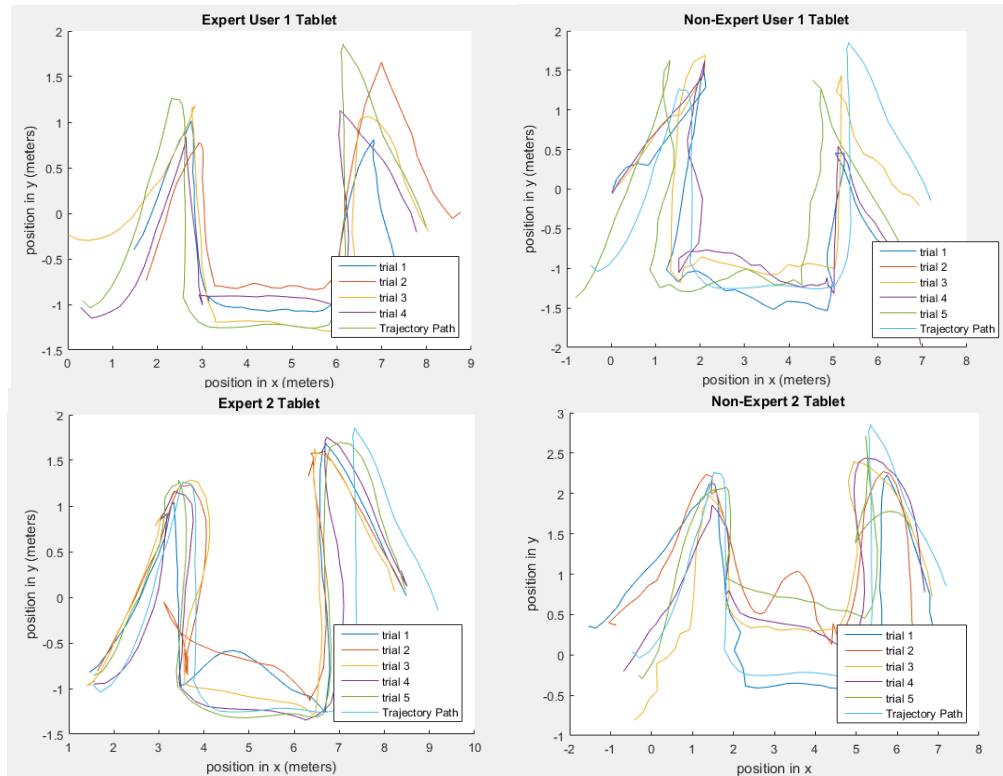 Expert User 1 Tablet
2
1.5
1
0.5
0
-0.5
-1
-1.5
position in y (meters)
0 1 2 3 4 5 6 7 8 9
position in x (meters)
trial 1
trial 2
trial 3
trial 4
Trajectory Path
Non-Expert User 1 Tablet
2
1.5
1
0.5
0
-0.5
-1
-1.5
-2
position in y (meters)
-1 0 1 2 3 4 5 6 7 8
position in x (meters)
trial 1
trial 2
trial 3
trial 4
trial 5
Trajectory Path
Expert 2 Tablet
2
1.5
1
0.5
0
-0.5
-1
-1.5
position in y (meters)
1 2 3 4 5 6 7 8 9 10
position in x (meters)
trial 1
trial 2
trial 3
trial 4
trial 5
Trajectory Path
Non-Expert 2 Tablet
3
2.5
2
1.5
1
0.5
0
-0.5
-1
position in y
-2 -1 0 1 2 3 4 5 6 7 8
position in x
trial 1
trial 2
trial 3
trial 4
trial 5
Trajectory Path